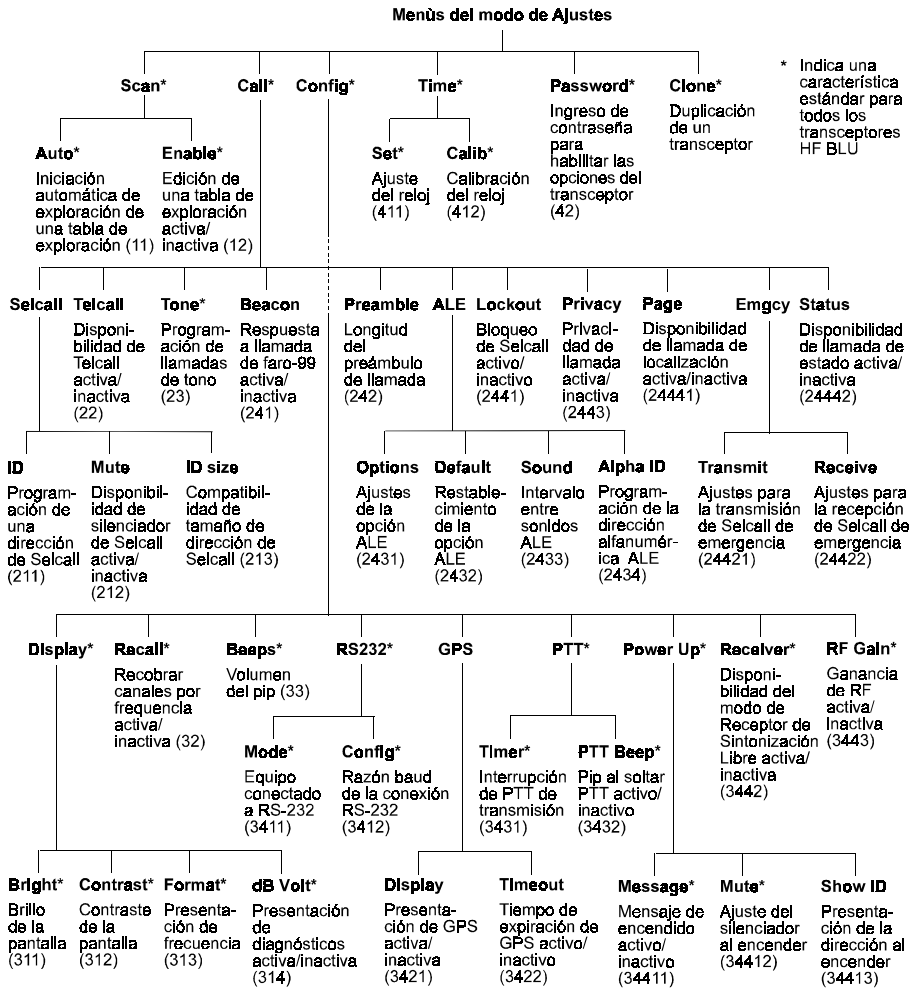 Menùs del modo de Ajustes
Scan*
Call*
Config*
Time*
Password*
Ingreso de
contraseña
para
habilitar las
opciones del
transceptor
(42)
Clone*
Duplicación
de un
transceptor
* Indica una
característica
estándar para
todos los
transceptores
HF BLU
Auto*
Iniciación
automática de
exploración de
una tabla de
exploración (11)
Enable*
Edición de
una tabla de
exploración
activa/
inactiva (12)
Set*
Ajuste
del reloj
(411)
Calib*
Calibración
del reloj
(412)
Selcall
Telcall
Disponi-
bilidad de
Telcall
activa/
inactiva
(22)
Tone*
Program-
ación de
llamadas
de tono
(23)
Beacon
Respuesta
a llamada
de faro-99
activa/
inactiva
(241)
Preamble
Longitud
del
preámbulo
de llamada
(242)
ALE
Lockout
Bloqueo
de Selcall
activo/
inactivo
(2441)
Privacy
Privacidad
de
llamada
activa/
inactiva
(2443)
Page
Disponibilidad
de llamada de
localización
activa/inactiva
(24441)
Emgcy
Status
Disponibilidad
de llamada de
estado activa/
inactiva
(24442)
ID
Program-
ación de
una
dirección
de Selcall
(211)
Mute
Disponibil-
idad de
silenciador
de Selcall
activa/
inactiva
(212)
ID size
Compatibil-
idad de
tamaño de
dirección de
Selcall (213)
Options
Ajustes
de la
opción
ALE
(2431)
Default
Restable-
cimiento
de la
opción
ALE
(2432)
Sound
Intervalo
entre
sonidos
ALE
(2433)
Alpha ID
Program-
ación de la
dirección
alfanumér-
ica ALE
(2434)
Transmit
Ajustes para
la transmisión
de Selcall de
emergencia
(24421)
Receive
Ajustes para
la recepción
de Selcall de
emergencia
(24422)
Display*
Recall*
Recobrar
canales por
frequencia
activa/
inactiva (32)
Beeps*
Volumen
del pip (33)
RS232*
GPS
PTT*
Power Up*
Receiver*
Disponi-
bilidad del
modo de
Receptor de
Sintonización
Libre activa/
inactiva
(3442)
RF Gain*
Ganancia
de RF
activa/
Inactiva
(3443)
Mode*
Equipo
conectado
a RS-232
(3411)
Config*
Razón baud
de la conexión
RS-232
(3412)
Timer*
Interrupción
de PTT de
transmisión
(3431)
PTT Beep*
Pip al soltar
PTT activo/
inactivo
(3432)
Bright*
Brillo
de la
pantalla
(311)
Contrast*
Contraste
de la
pantalla
(312)
Format*
Presenta-
ción de
frecuencia
(313)
dB Volt*
Presentación
de
diagnósticos
activa/inactiva
(314)
Display
Presenta-
ción de GPS
activa/
inactiva
(3421)
Timeout
Tiempo de
expiración de
GPS activo/
inactivo
(3422)
Message*
Mensaje de
encendido
activo/
inactivo
(34411)
Mute*
Ajuste del
silenciador
al encender
(34412)
Show ID
Presentación
de la
dirección al
encender
(34413)